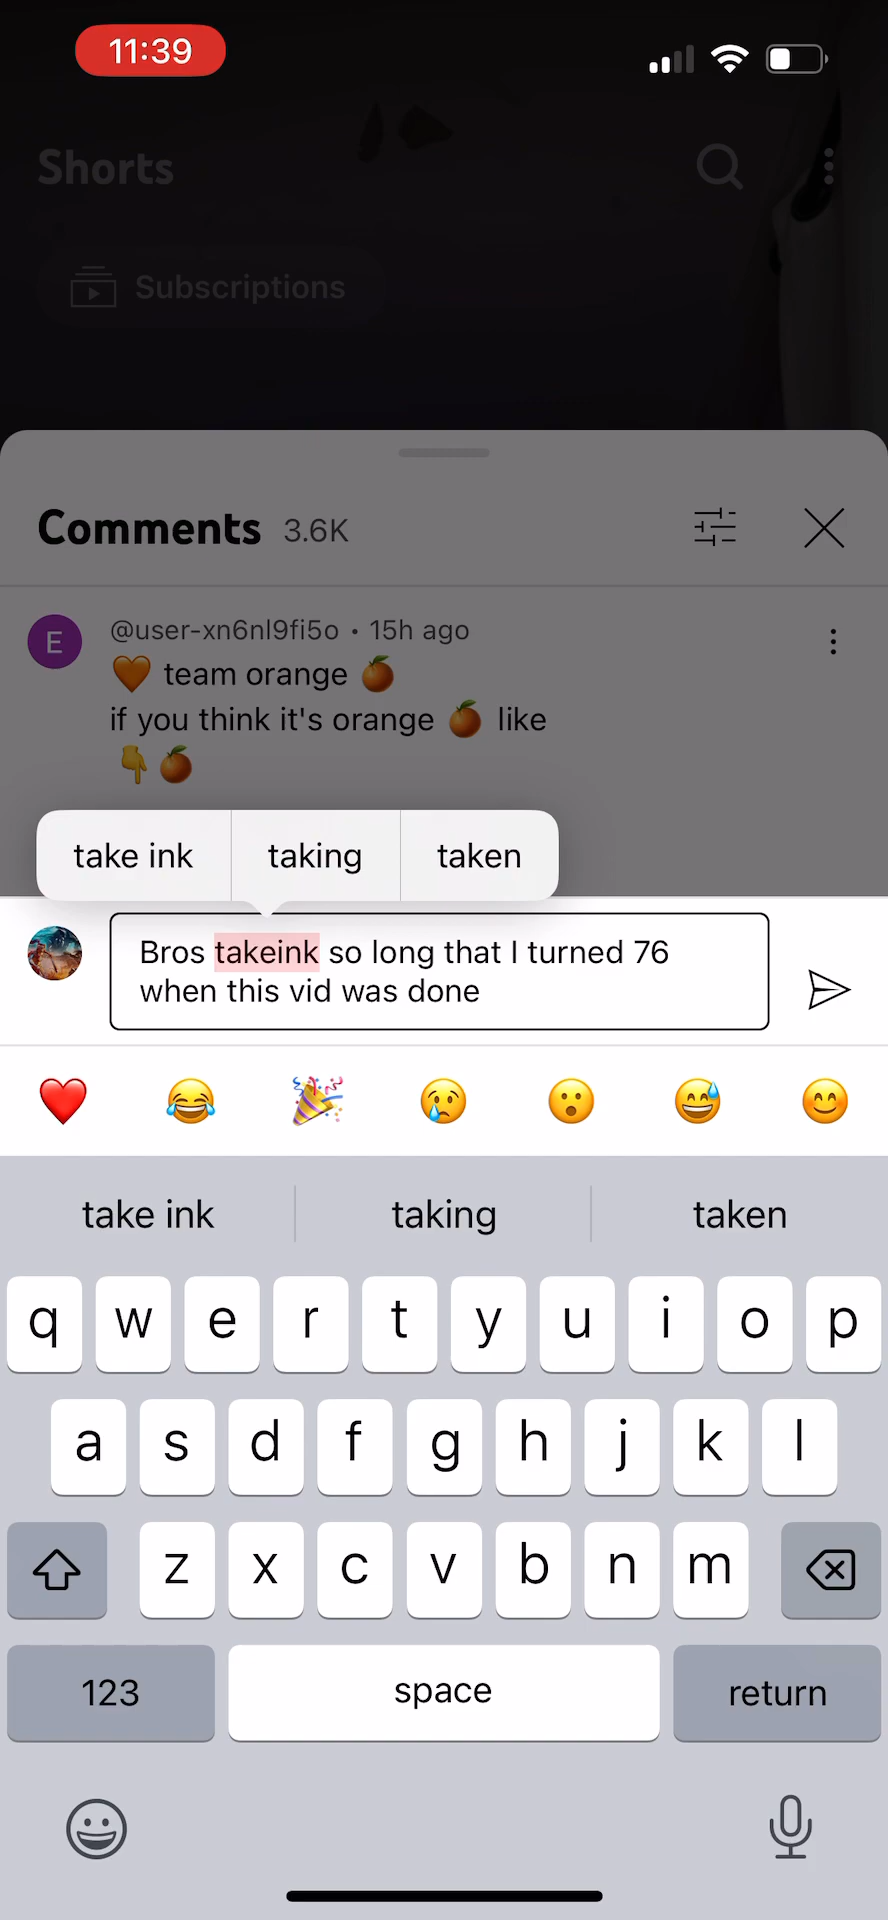 11:39
Shorts
Subscriptions
Comments 3.6K
E
@user-xn6nl9fi5o • 15h ago
🧡 team orange 🍊
if you think it's orange 🍊 like
👇🍊
take ink taking taken
Bros takeink so long that I turned 76
when this vid was done
❤️ 😂 🎉 😢 😮 😅 😊
take ink taking taken
q w e r t y u i o p
a s d f g h j k l
z x c v b n m
123 space return